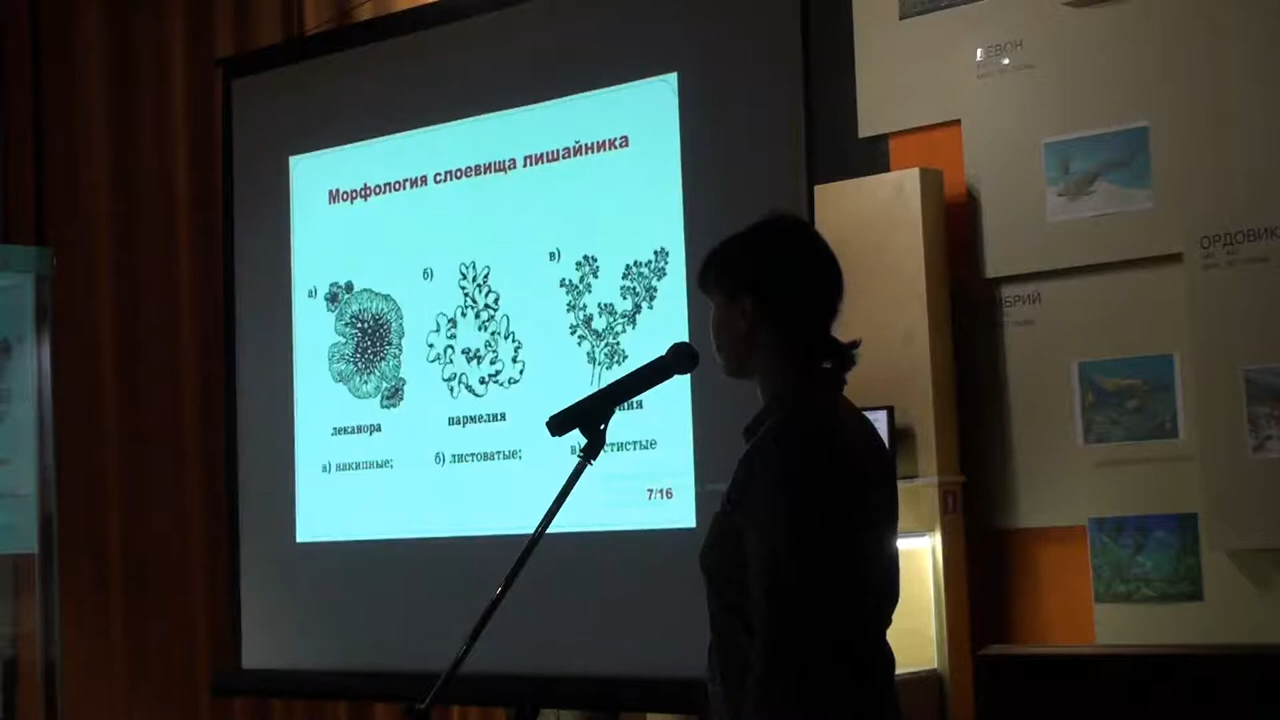 Морфология слоевища лишайника
а)
б)
в)
леканора
пармелия
а) накипные;
б) листоватые;
7/16
ДЕВОН
ОРДОВИК